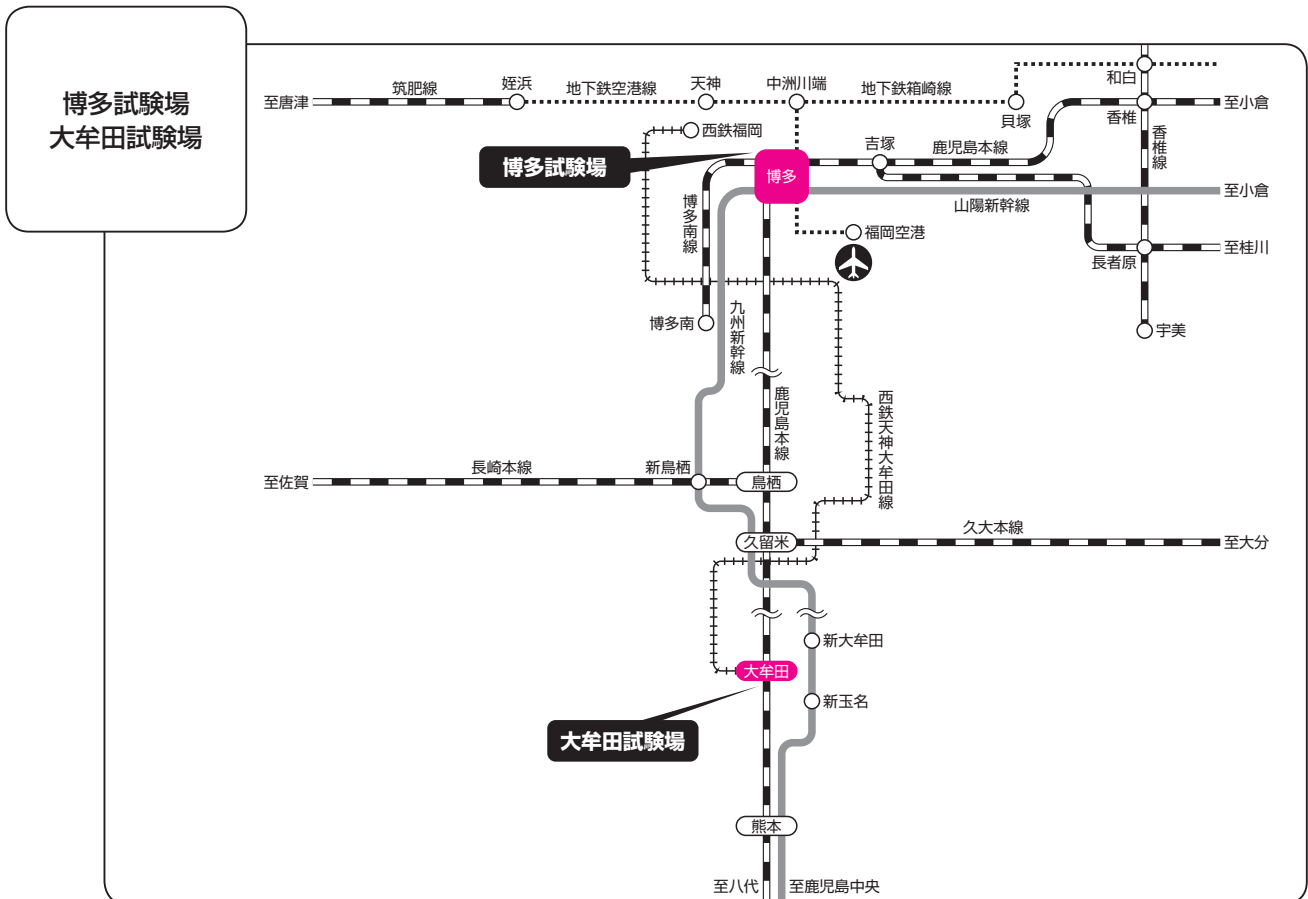 博多試験場
大牟田試験場
和白
筑肥線
姪浜
地下鉄空港線
天神
中洲川端
地下鉄箱崎線
至唐津
貝塚
香椎
至小倉
西鉄福岡
吉塚
鹿児島本線
香椎線
博多試験場
博多
博多南線
山陽新幹線
至小倉
福岡空港
長者原
至桂川
博多南
九州新幹線
宇美
鹿児島本線
西鉄天神大牟田線
長崎本線
新鳥栖
至佐賀
鳥栖
久大本線
久留米
至大分
新大牟田
大牟田
新玉名
大牟田試験場
熊本
至八代
至鹿児島中央